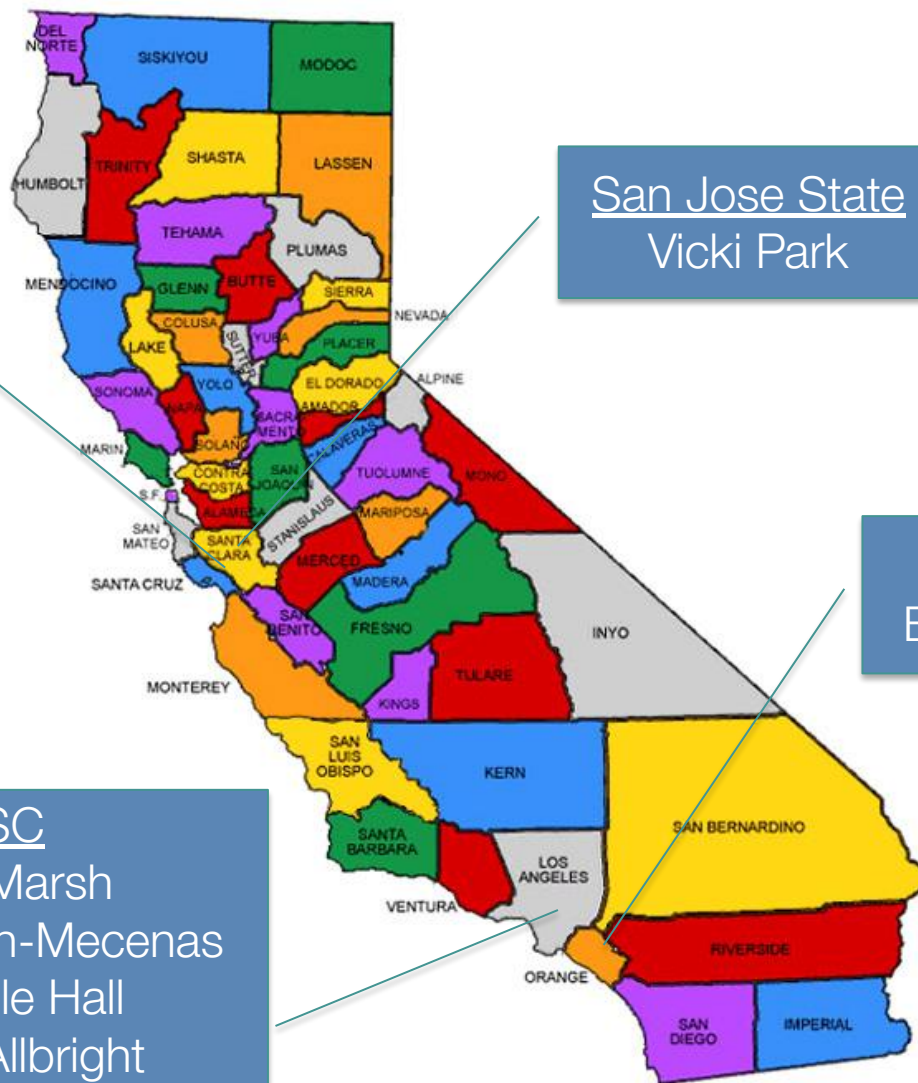 DEL
NORTE
SISKIYOU
MODOC
HUMBOLT
TRINITY
SHASTA
LASSEN
TEHAMA
PLUMAS
MENDOCINO
GLENN
BUTTE
SIERRA
NEVADA
COLUSA
LAKE
SUTTER
YUBA
PLACER
SONOMA
NAPA
YOLO
EL DORADO
ALPINE
SACRA
MENTO
AMADOR
MARIN
SOLANO
CALAVERAS
CONTRA
COSTA
SAN
JOAQUIN
TUOLUMNE
MONO
S.F.
ALAMEDA
STANISLAUS
MARIPOSA
SAN
MATEO
SANTA
CLARA
MERCED
SANTA CRUZ
MADERA
SAN
BENITO
FRESNO
INYO
MONTEREY
KINGS
TULARE
SAN
LUIS
OBISPO
KERN
SAN BERNARDINO
SANTA
BARBARA
VENTURA
LOS
ANGELES
ORANGE
RIVERSIDE
SAN
DIEGO
IMPERIAL
San Jose State
Vicki Park
SC
Marsh
n-Mecenas
le Hall
Allbright